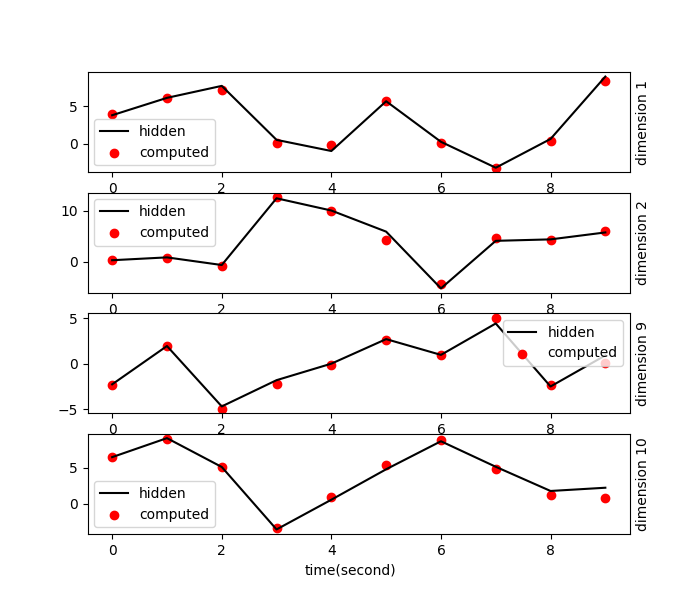 5
0
hidden
computed
0 2 4 6 8
dimension 1
10
0
hidden
computed
0 2 4 6 8
dimension 2
5
0
−5
hidden
computed
0 2 4 6 8
dimension 9
5
0
hidden
computed
0 2 4 6 8
dimension 10
time(second)